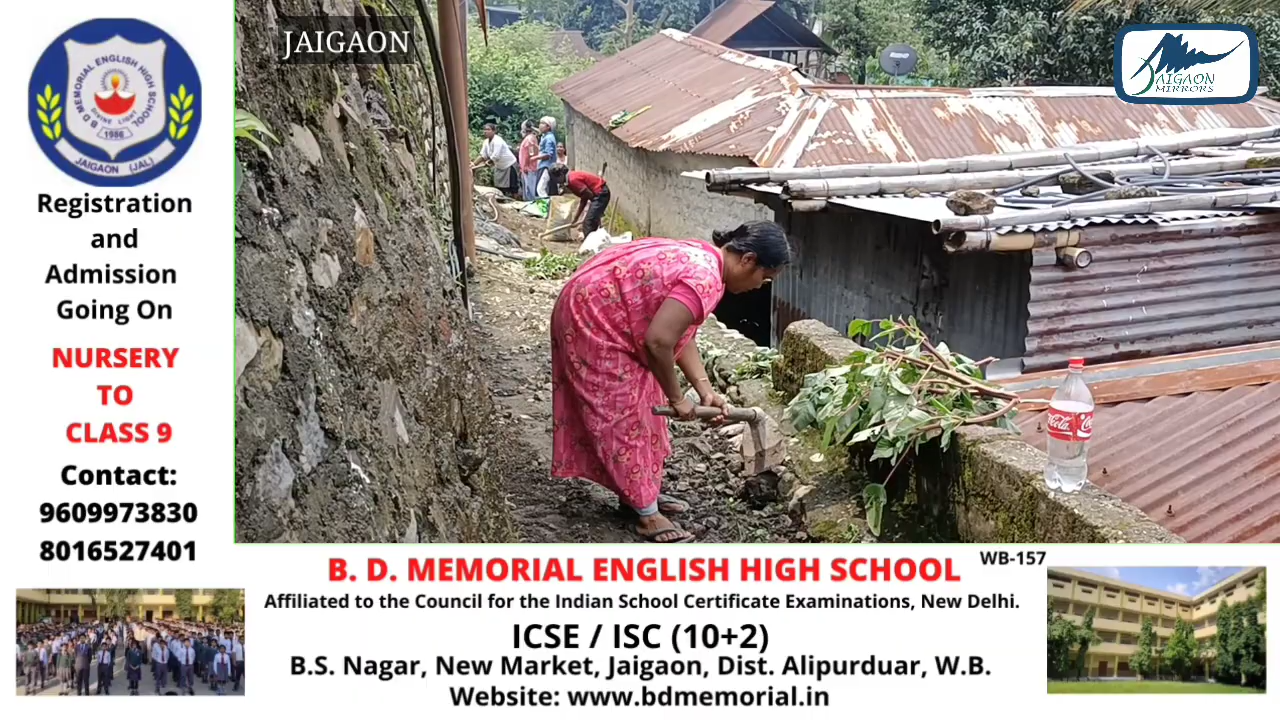 B D MEMORIAL ENGLISH HIGH SCHOOL
DIVINE LIGHT
1986
JAIGAON (JAL)
Registration
and
Admission
Going On
NURSERY
TO
CLASS 9
Contact:
9609973830
8016527401
JAIGAON
JAIGAON
MIRRORS
Coca-Cola
B. D. MEMORIAL ENGLISH HIGH SCHOOL
WB-157
Affiliated to the Council for the Indian School Certificate Examinations, New Delhi.
ICSE / ISC (10+2)
B.S. Nagar, New Market, Jaigaon, Dist. Alipurduar, W.B.
Website: www.bdmemorial.in